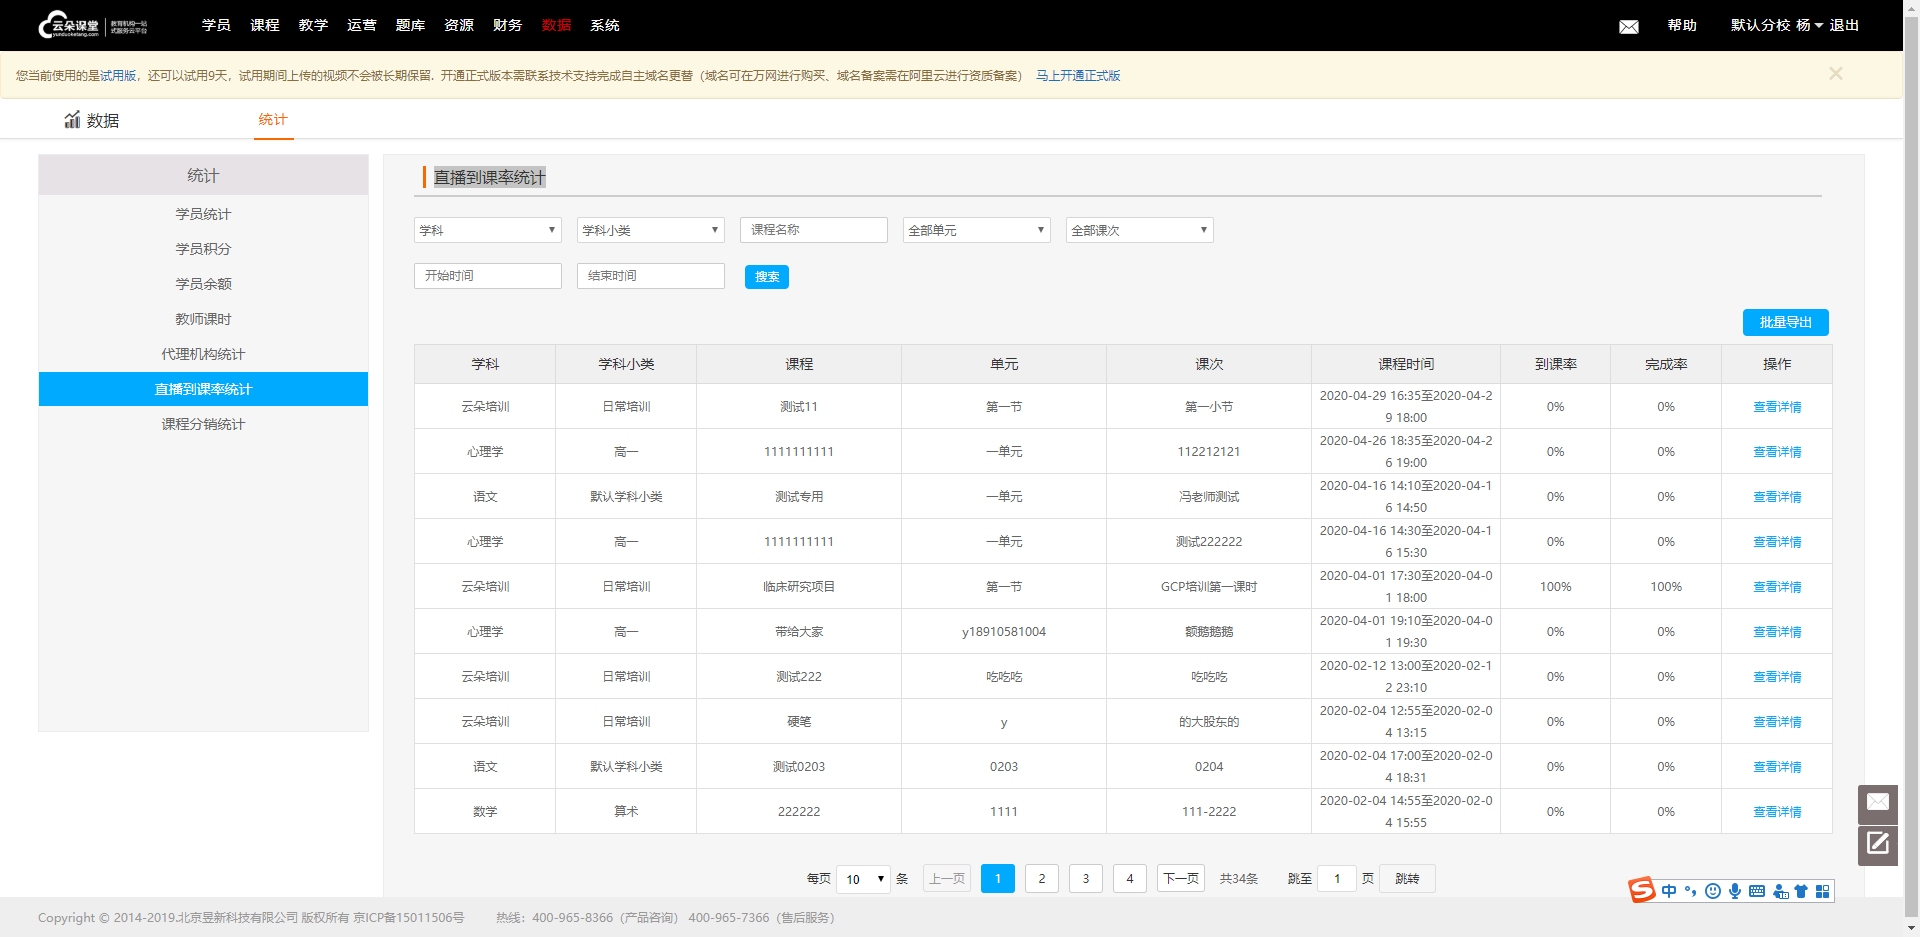 云朵课堂 yunduoketang.com 教育机构一站式服务云平台
学员 课程 教学 运营 题库 资源 财务 数据 系统
帮助 默认分校 杨 退出
您当前使用的是试用版，还可以试用9天，试用期间上传的视频不会被长期保留. 开通正式版本需联系技术支持完成自主域名更替（域名可在万网进行购买、域名备案需在阿里云进行资质备案） 马上开通正式版
数据 统计
统计
学员统计
学员积分
学员余额
教师课时
代理机构统计
直播到课率统计
课程分销统计
直播到课率统计
学科 学科小类 课程名称 全部单元 全部课次
开始时间 结束时间 搜索
批量导出
学科 学科小类 课程 单元 课次 课程时间 到课率 完成率 操作
云朵培训 日常培训 测试11 第一节 第一小节 2020-04-29 16:35至2020-04-29 18:00 0% 0% 查看详情
心理学 高一 1111111111 一单元 112212121 2020-04-26 18:35至2020-04-26 19:00 0% 0% 查看详情
语文 默认学科小类 测试专用 一单元 冯老师测试 2020-04-16 14:10至2020-04-16 14:50 0% 0% 查看详情
心理学 高一 1111111111 一单元 测试222222 2020-04-16 14:30至2020-04-16 15:30 0% 0% 查看详情
云朵培训 日常培训 临床研究项目 第一节 GCP培训第一课时 2020-04-01 17:30至2020-04-01 18:00 100% 100% 查看详情
心理学 高一 带给大家 y18910581004 2020-04-01 19:10至2020-04-01 19:30 0% 0% 查看详情
云朵培训 日常培训 测试222 吃吃吃 吃吃吃 2020-02-12 13:00至2020-02-12 23:10 0% 0% 查看详情
云朵培训 日常培训 硬笔 y 的大股东的 2020-02-04 12:55至2020-02-04 13:15 0% 0% 查看详情
语文 默认学科小类 测试0203 0203 0204 2020-02-04 17:00至2020-02-04 18:31 0% 0% 查看详情
数学 算术 222222 1111 111-2222 2020-02-04 14:55至2020-02-04 15:55 0% 0% 查看详情
每页 10 条 上一页 1 2 3 4 下一页 共34条 跳至 1 页 跳转
中
Copyright © 2014-2019.北京昱新科技有限公司 版权所有 京ICP备15011506号 热线：400-965-8366（产品咨询） 400-965-7366（售后服务）